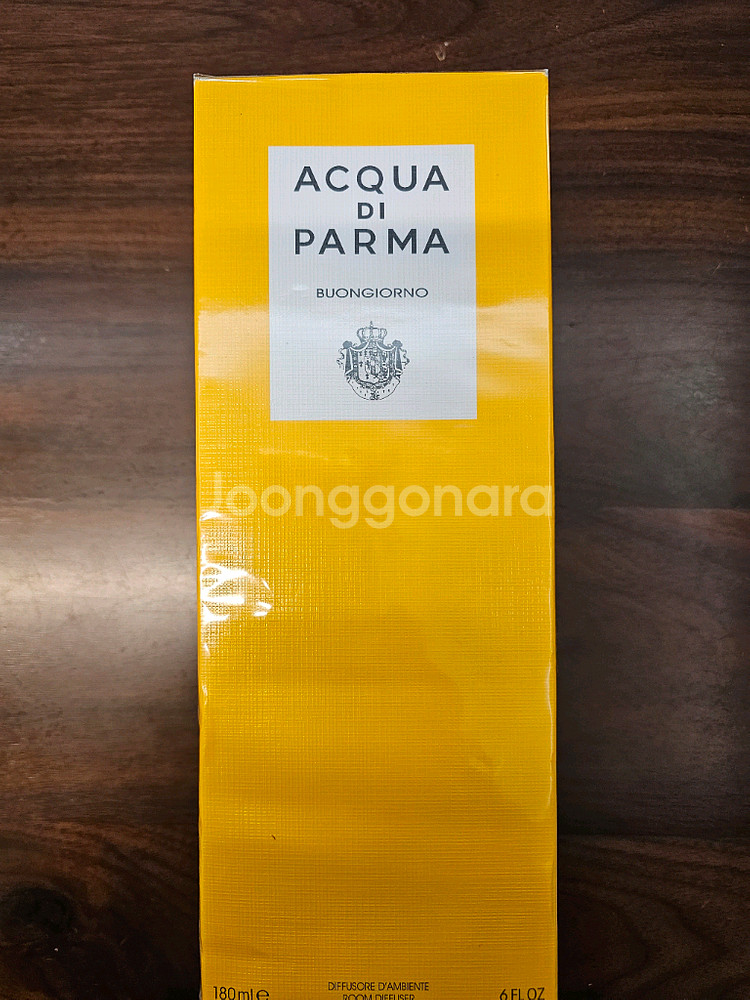 ACQUA
DI
PARMA
BUONGIORNO
Joonggonara
180ml e
DIFFUSORE D'AMBIENTE
ROOM DIFFUSER
6 FL OZ